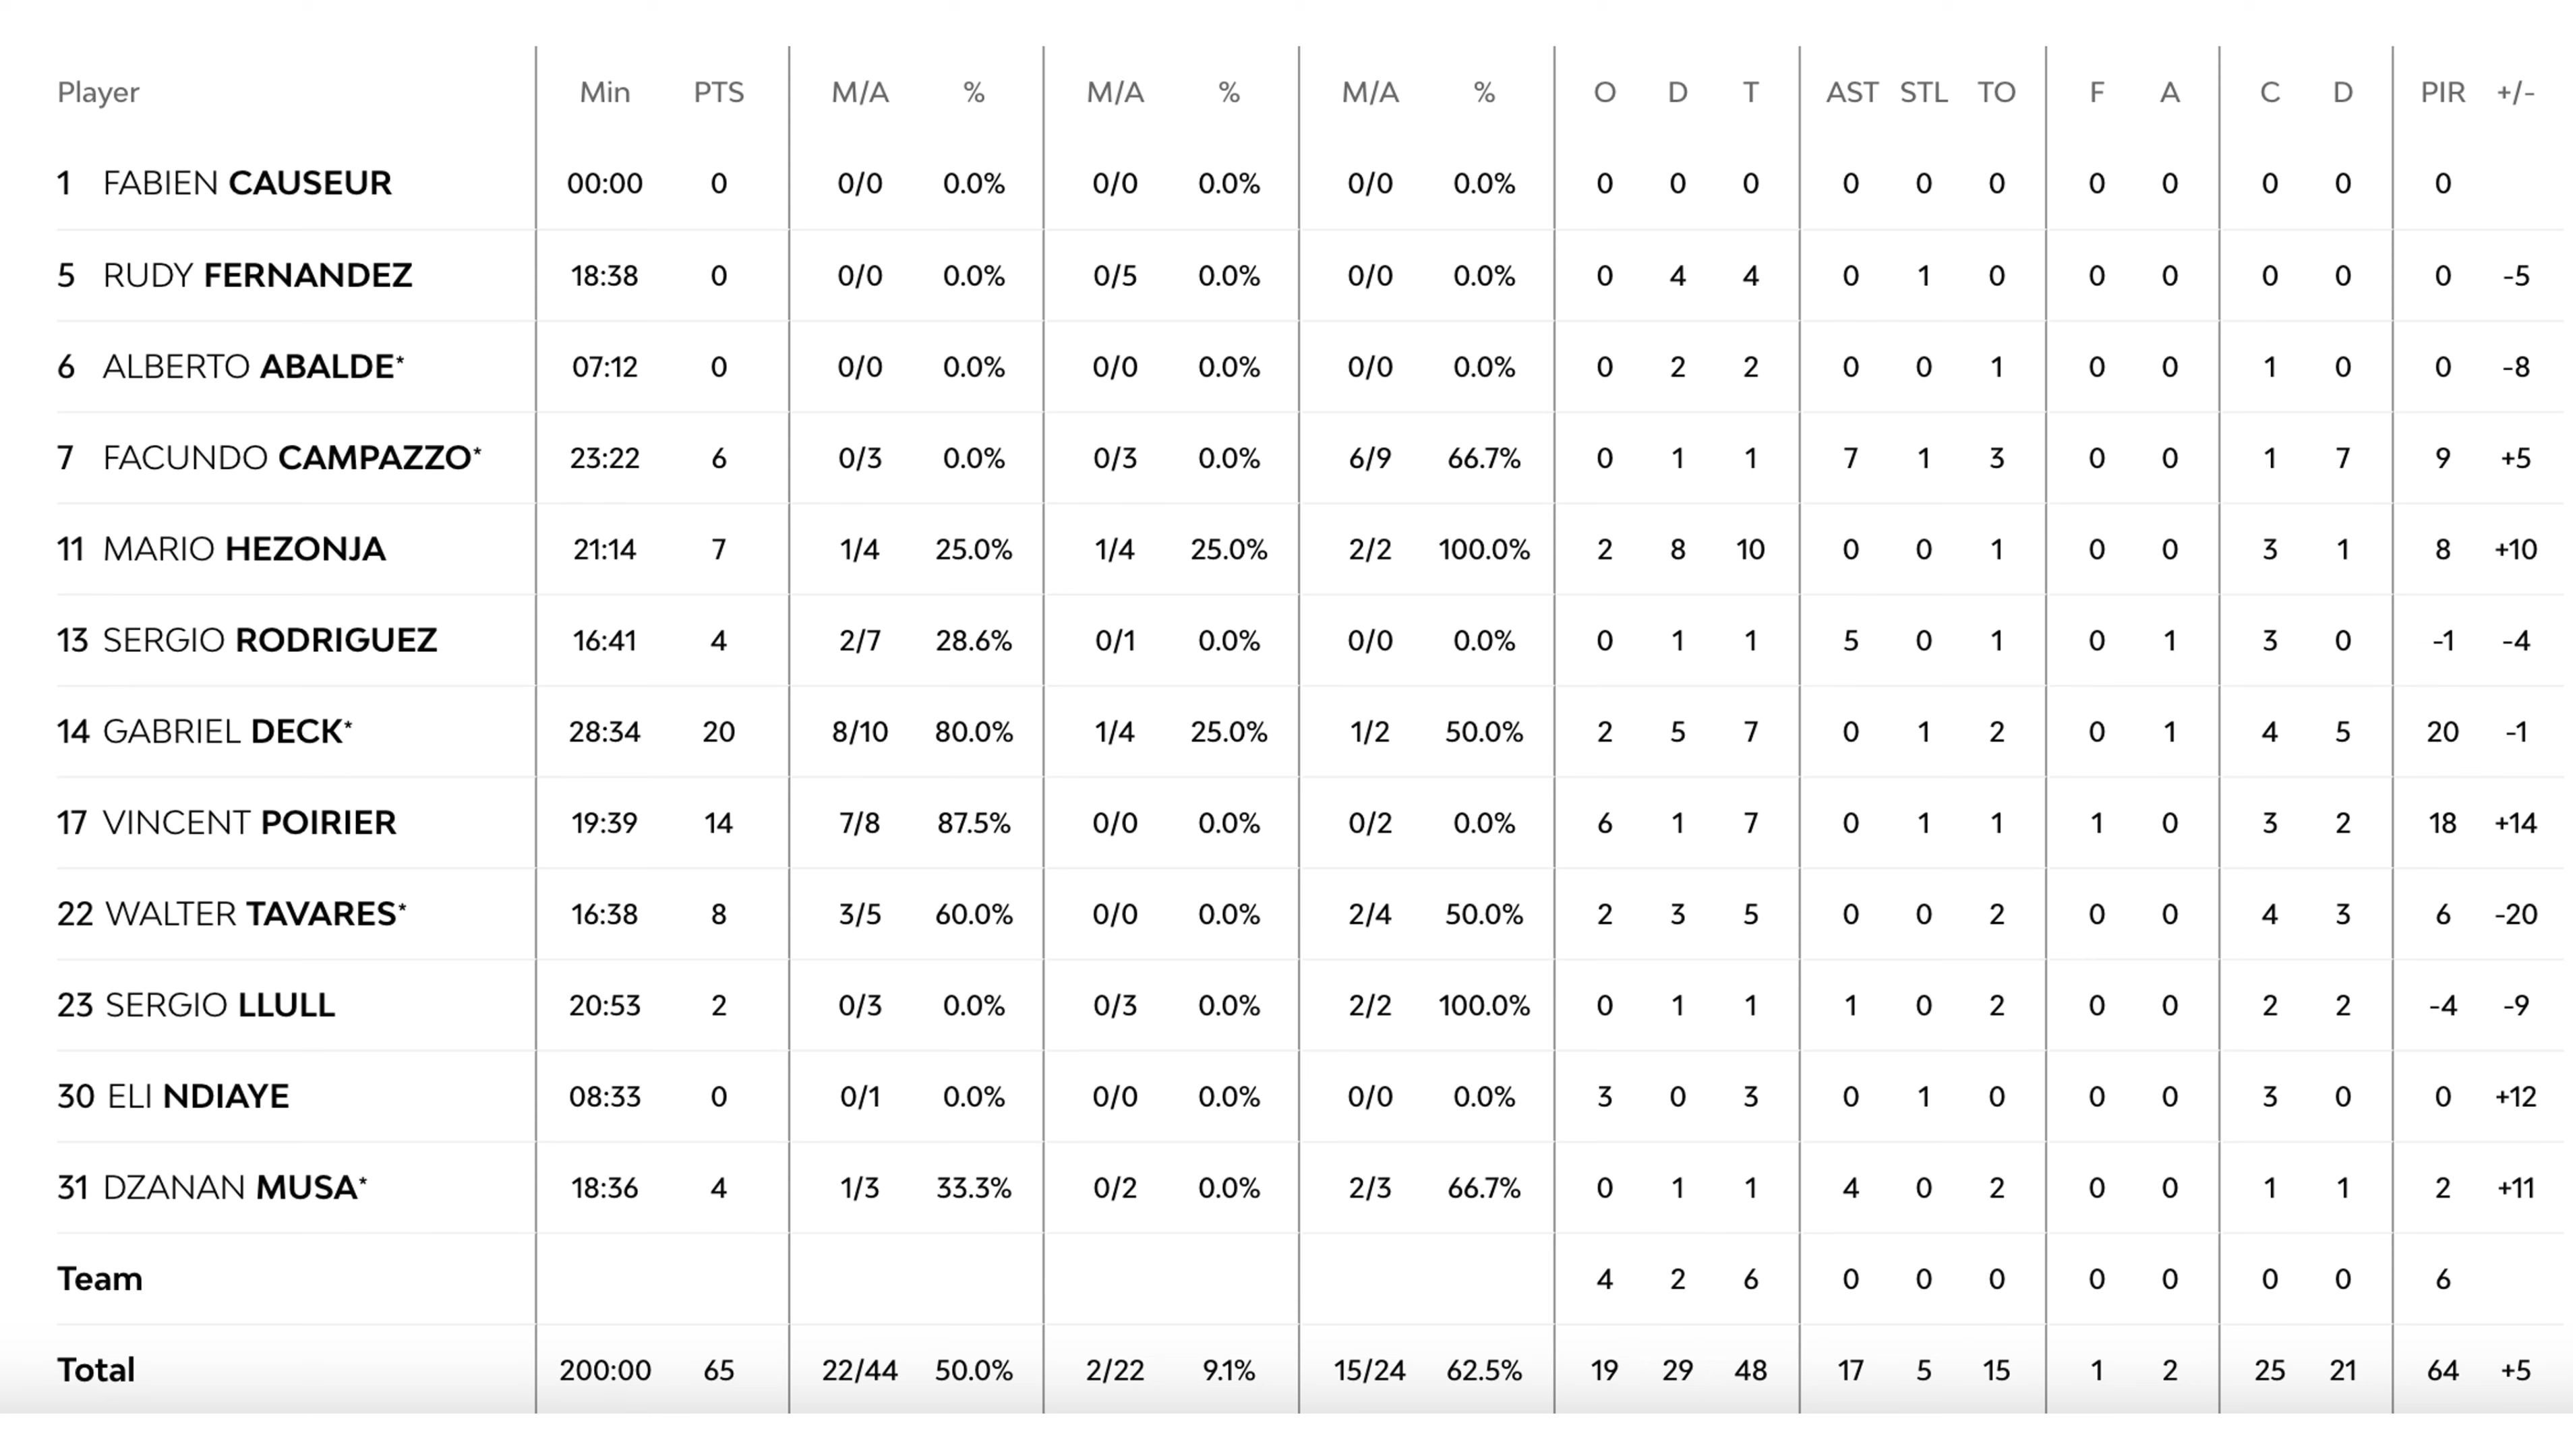 Player Min PTS M/A % M/A % M/A % O D T AST STL TO F A C D PIR +/-
1 FABIEN CAUSEUR 00:00 0 0/0 0.0% 0/0 0.0% 0/0 0.0% 0 0 0 0 0 0 0 0 0 0 0
5 RUDY FERNANDEZ 18:38 0 0/0 0.0% 0/5 0.0% 0/0 0.0% 0 4 4 0 1 0 0 0 0 0 0 -5
6 ALBERTO ABALDE* 07:12 0 0/0 0.0% 0/0 0.0% 0/0 0.0% 0 2 2 0 0 1 0 0 1 0 0 -8
7 FACUNDO CAMPAZZO* 23:22 6 0/3 0.0% 0/3 0.0% 6/9 66.7% 0 1 1 7 1 3 0 0 1 7 9 +5
11 MARIO HEZONJA 21:14 7 1/4 25.0% 1/4 25.0% 2/2 100.0% 2 8 10 0 0 1 0 0 3 1 8 +10
13 SERGIO RODRIGUEZ 16:41 4 2/7 28.6% 0/1 0.0% 0/0 0.0% 0 1 1 5 0 1 0 1 3 0 -1 -4
14 GABRIEL DECK* 28:34 20 8/10 80.0% 1/4 25.0% 1/2 50.0% 2 5 7 0 1 2 0 1 4 5 20 -1
17 VINCENT POIRIER 19:39 14 7/8 87.5% 0/0 0.0% 0/2 0.0% 6 1 7 0 1 1 1 0 3 2 18 +14
22 WALTER TAVARES* 16:38 8 3/5 60.0% 0/0 0.0% 2/4 50.0% 2 3 5 0 0 2 0 0 4 3 6 -20
23 SERGIO LLULL 20:53 2 0/3 0.0% 0/3 0.0% 2/2 100.0% 0 1 1 1 0 2 0 0 2 2 -4 -9
30 ELI NDIAYE 08:33 0 0/1 0.0% 0/0 0.0% 0/0 0.0% 3 0 3 0 1 0 0 0 3 0 0 +12
31 DZANAN MUSA* 18:36 4 1/3 33.3% 0/2 0.0% 2/3 66.7% 0 1 1 4 0 2 0 0 1 1 2 +11
Team 4 2 6 0 0 0 0 0 0 0 6
Total 200:00 65 22/44 50.0% 2/22 9.1% 15/24 62.5% 19 29 48 17 5 15 1 2 25 21 64 +5